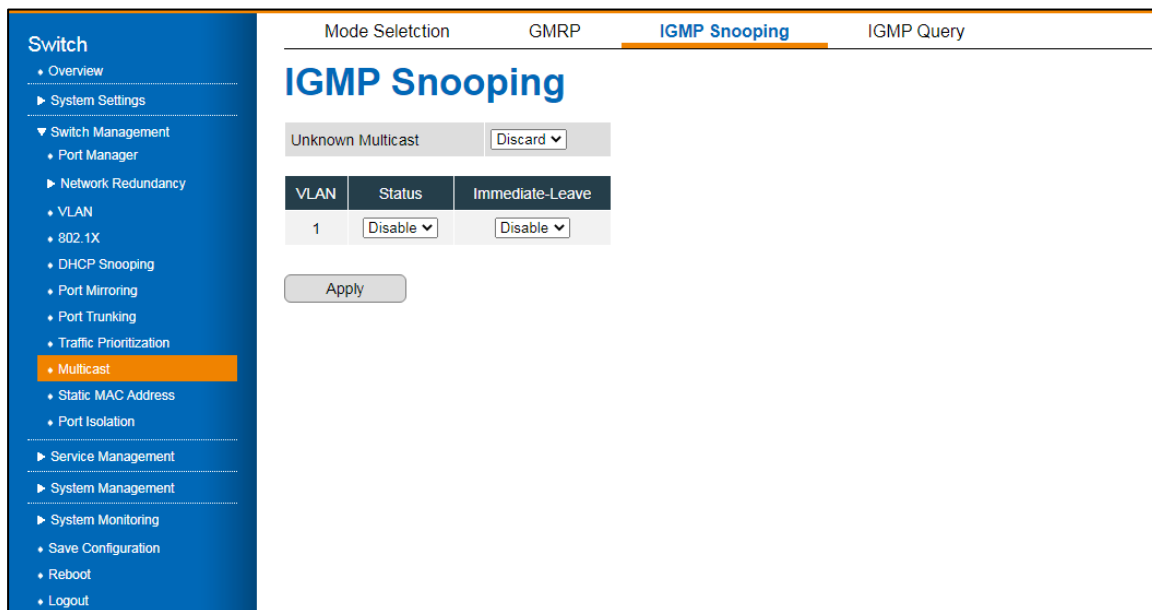 Switch
Overview
System Settings
Switch Management
Port Manager
Network Redundancy
VLAN
802.1X
DHCP Snooping
Port Mirroring
Port Trunking
Traffic Prioritization
Multicast
Static MAC Address
Port Isolation
Service Management
System Management
System Monitoring
Save Configuration
Reboot
Logout
Mode Seletction GMRP IGMP Snooping IGMP Query
IGMP Snooping
Unknown Multicast Discard
VLAN Status Immediate-Leave
1 Disable Disable
Apply